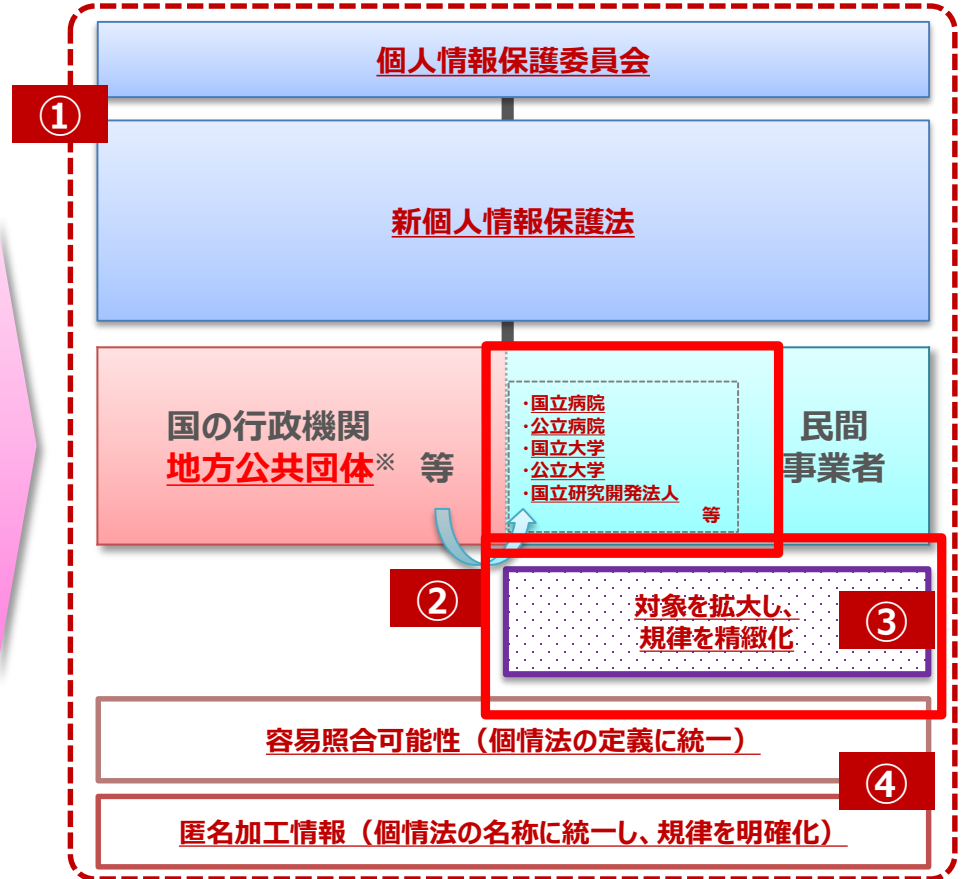 ①
個人情報保護委員会
新個人情報保護法
国の行政機関
地方公共団体※ 等
・国立病院
・公立病院
・国立大学
・公立大学
・国立研究開発法人
等
民間
事業者
②
対象を拡大し、
規律を精緻化
③
容易照合可能性（個情法の定義に統一）
④
匿名加工情報（個情法の名称に統一し、規律を明確化）